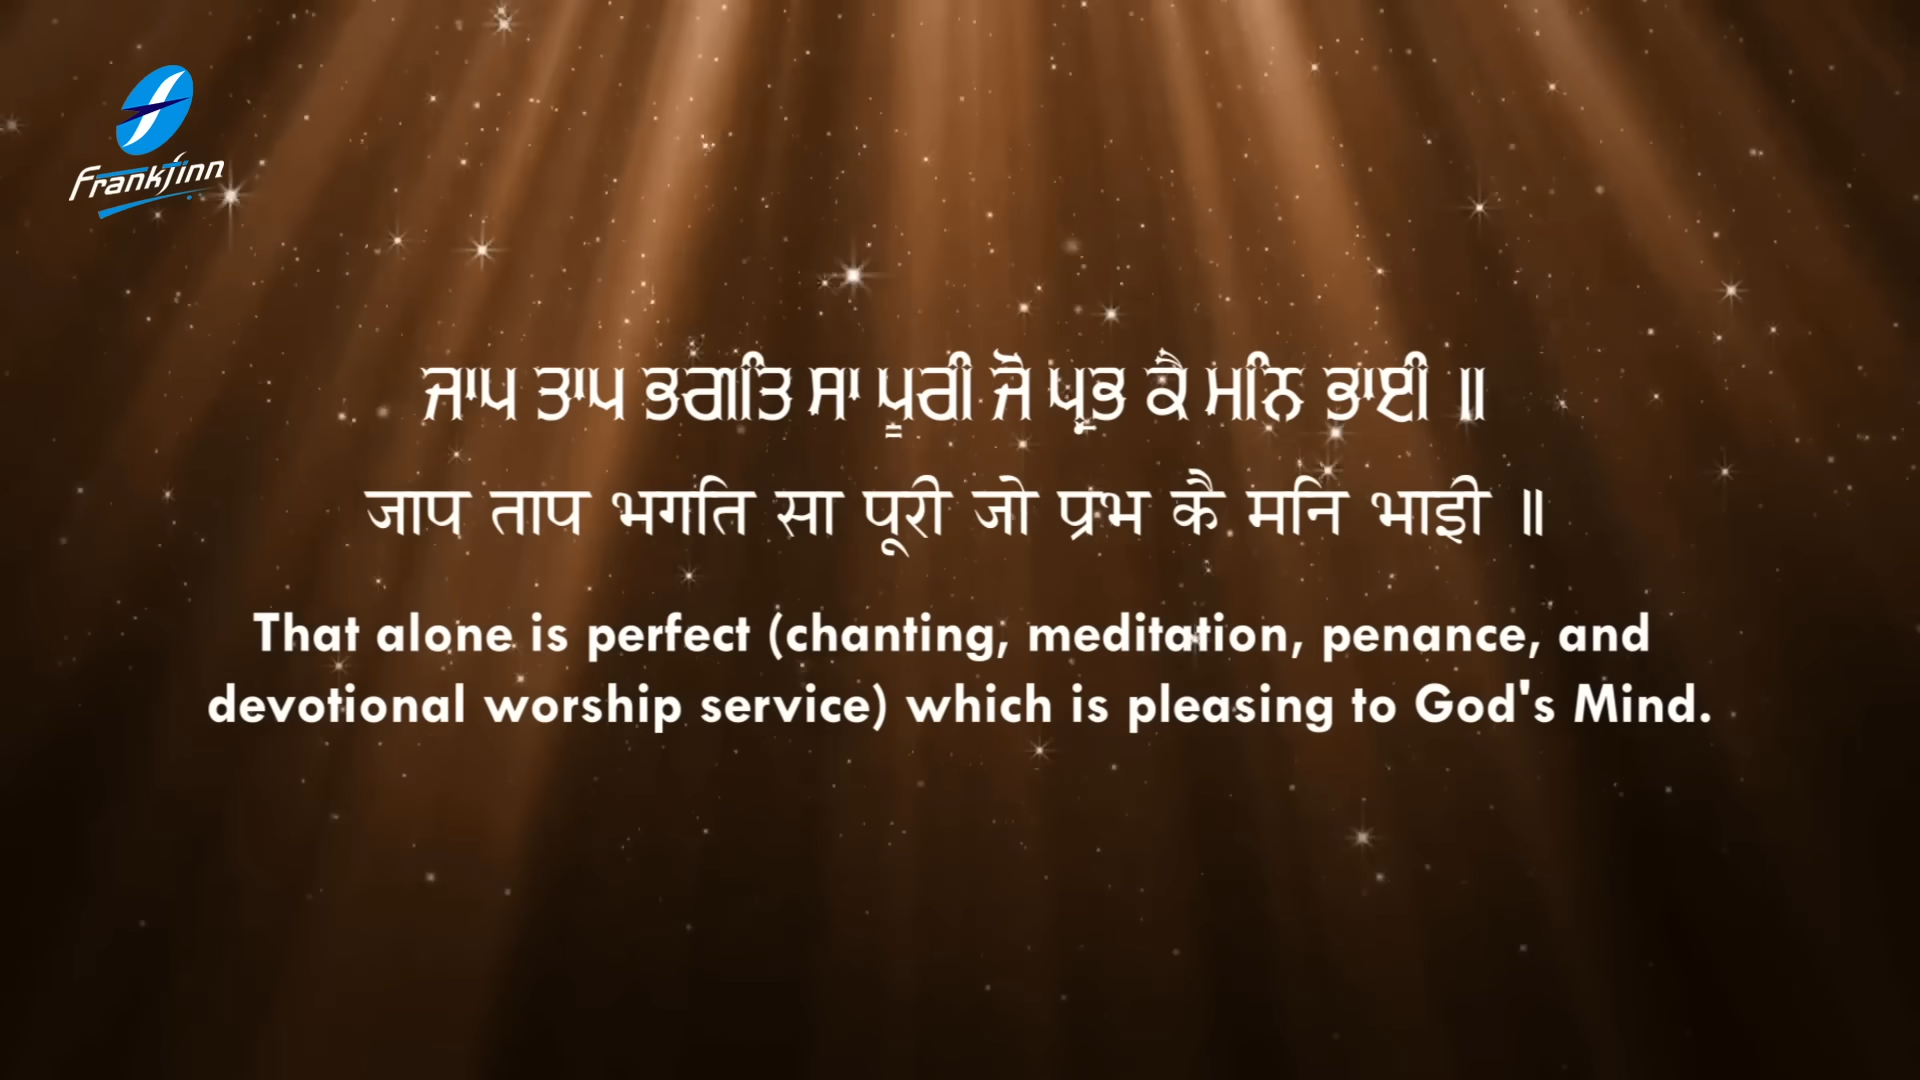 Frankfinn
ਜਾਪ ਤਾਪ ਭਗਤਿ ਸਾ ਪੂਰੀ ਜੋ ਪ੍ਰਭ ਕੈ ਮਨਿ ਭਾਈ ॥
जाप ताप भगति सा पूरी जो प्रभ कै मनि भाइी ॥
That alone is perfect (chanting, meditation, penance, and
devotional worship service) which is pleasing to God's Mind.